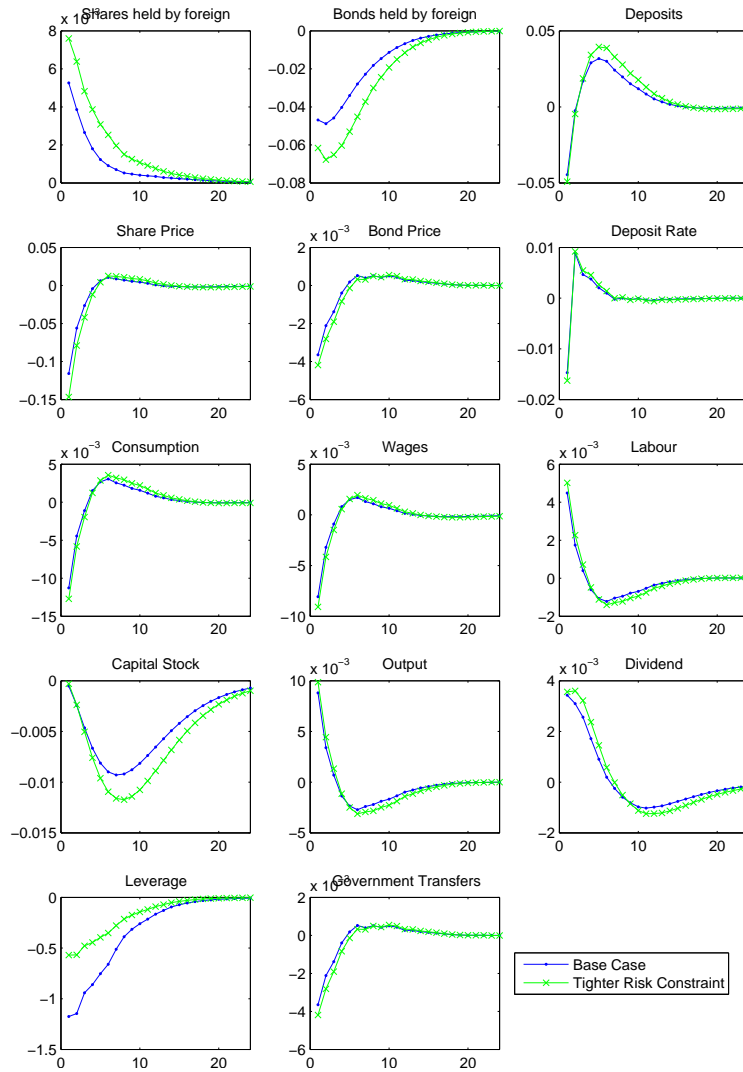 Shares held by foreign
Bonds held by foreign
Deposits
8
6
4
2
0
0 10 20
0
−0.02
−0.04
−0.06
−0.08
0 10 20
0.05
0
−0.05
0 10 20
Share Price
Bond Price
Deposit Rate
0.05
0
−0.05
−0.1
−0.15
0 10 20
x 10⁻³
2
0
−2
−4
−6
0 10 20
0.01
0
−0.01
−0.02
0 10 20
Consumption
Wages
Labour
x 10⁻³
5
0
−5
−10
−15
0 10 20
x 10⁻³
5
0
−5
−10
0 10 20
x 10⁻³
6
4
2
0
−2
0 10 20
Capital Stock
Output
Dividend
0
−0.005
−0.01
−0.015
0 10 20
x 10⁻³
10
5
0
−5
0 10 20
x 10⁻³
4
2
0
−2
0 10 20
Leverage
Government Transfers
0
−0.5
−1
−1.5
0 10 20
x 10⁻³
2
0
−2
−4
−6
0 10 20
Base Case
Tighter Risk Constraint